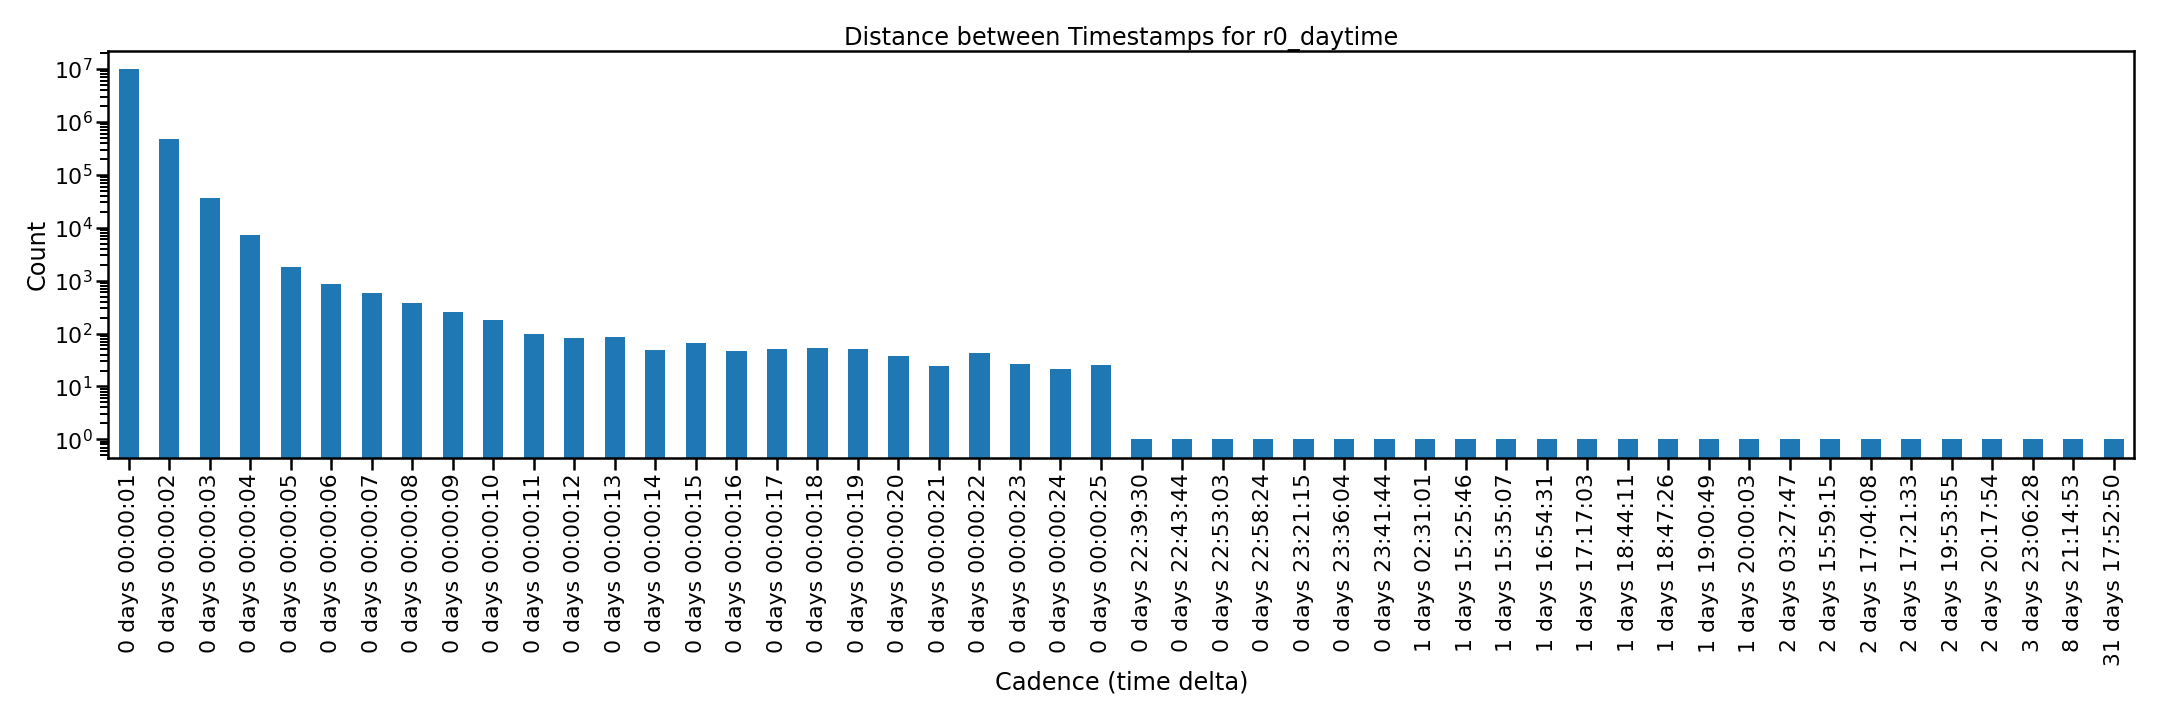 Distance between Timestamps for r0_daytime
Count
10^7
10^6
10^5
10^4
10^3
10^2
10^1
10^0
0 days 00:00:01
0 days 00:00:02
0 days 00:00:03
0 days 00:00:04
0 days 00:00:05
0 days 00:00:06
0 days 00:00:07
0 days 00:00:08
0 days 00:00:09
0 days 00:00:10
0 days 00:00:11
0 days 00:00:12
0 days 00:00:13
0 days 00:00:14
0 days 00:00:15
0 days 00:00:16
0 days 00:00:17
0 days 00:00:18
0 days 00:00:19
0 days 00:00:20
0 days 00:00:21
0 days 00:00:22
0 days 00:00:23
0 days 00:00:24
0 days 00:00:25
0 days 22:39:30
0 days 22:43:44
0 days 22:53:03
0 days 22:58:24
0 days 23:21:15
0 days 23:36:04
0 days 23:41:44
1 days 02:31:01
1 days 15:25:46
1 days 15:35:07
1 days 16:54:31
1 days 17:17:03
1 days 18:44:11
1 days 18:47:26
1 days 19:00:49
1 days 20:00:03
2 days 03:27:47
2 days 15:59:15
2 days 17:04:08
2 days 17:21:33
2 days 19:53:55
2 days 20:17:54
3 days 23:06:28
8 days 21:14:53
31 days 17:52:50
Cadence (time delta)